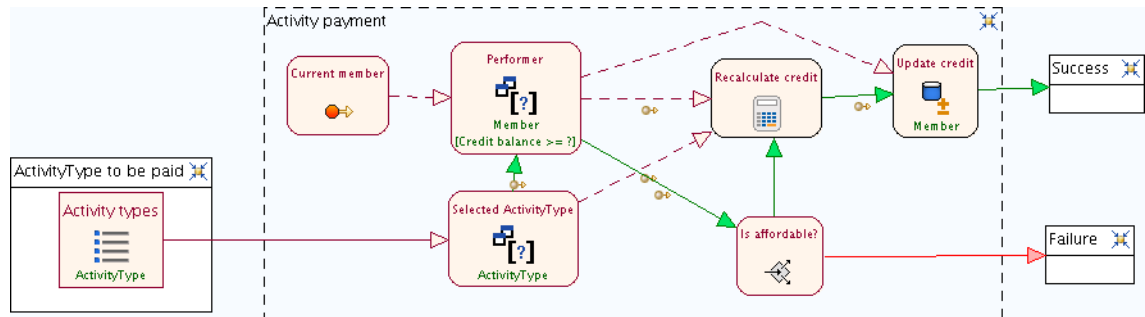 Activity payment
Current member
Performer
[?]
Member
[Credit balance >= ?]
Recalculate credit
Update credit
Member
Success
ActivityType to be paid
Activity types
ActivityType
Selected ActivityType
[?]
ActivityType
Is affordable?
Failure